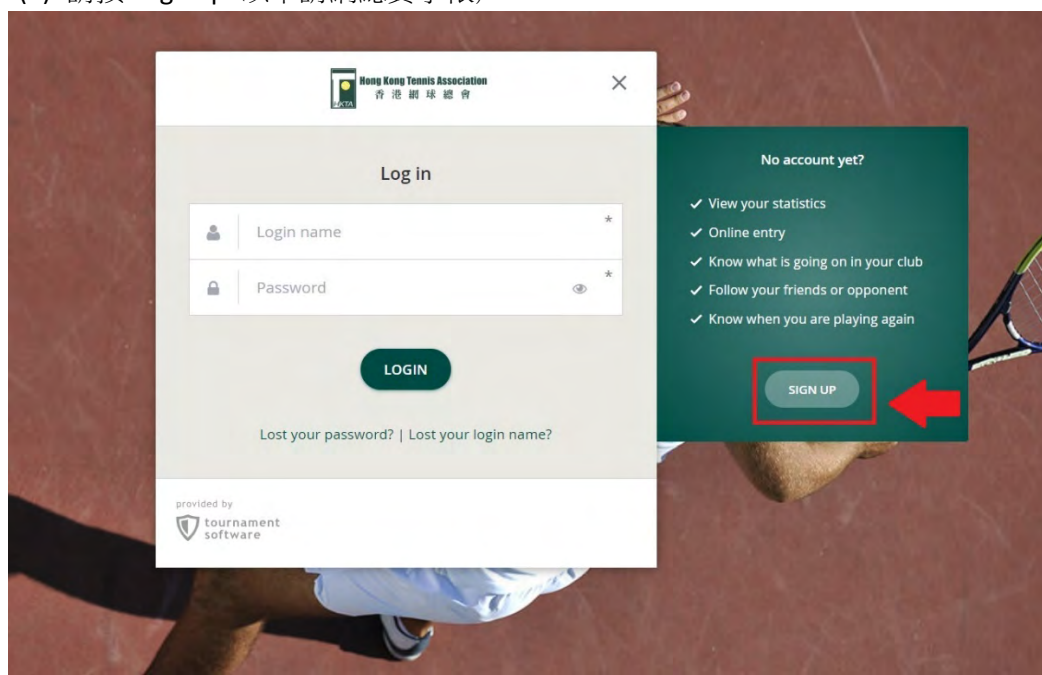 Hong Kong Tennis Association
香港網球總會
HKTA
Log in
Login name
*
Password
*
LOGIN
Lost your password? | Lost your login name?
provided by
tournament
software
No account yet?
View your statistics
Online entry
Know what is going on in your club
Follow your friends or opponent
Know when you are playing again
SIGN UP